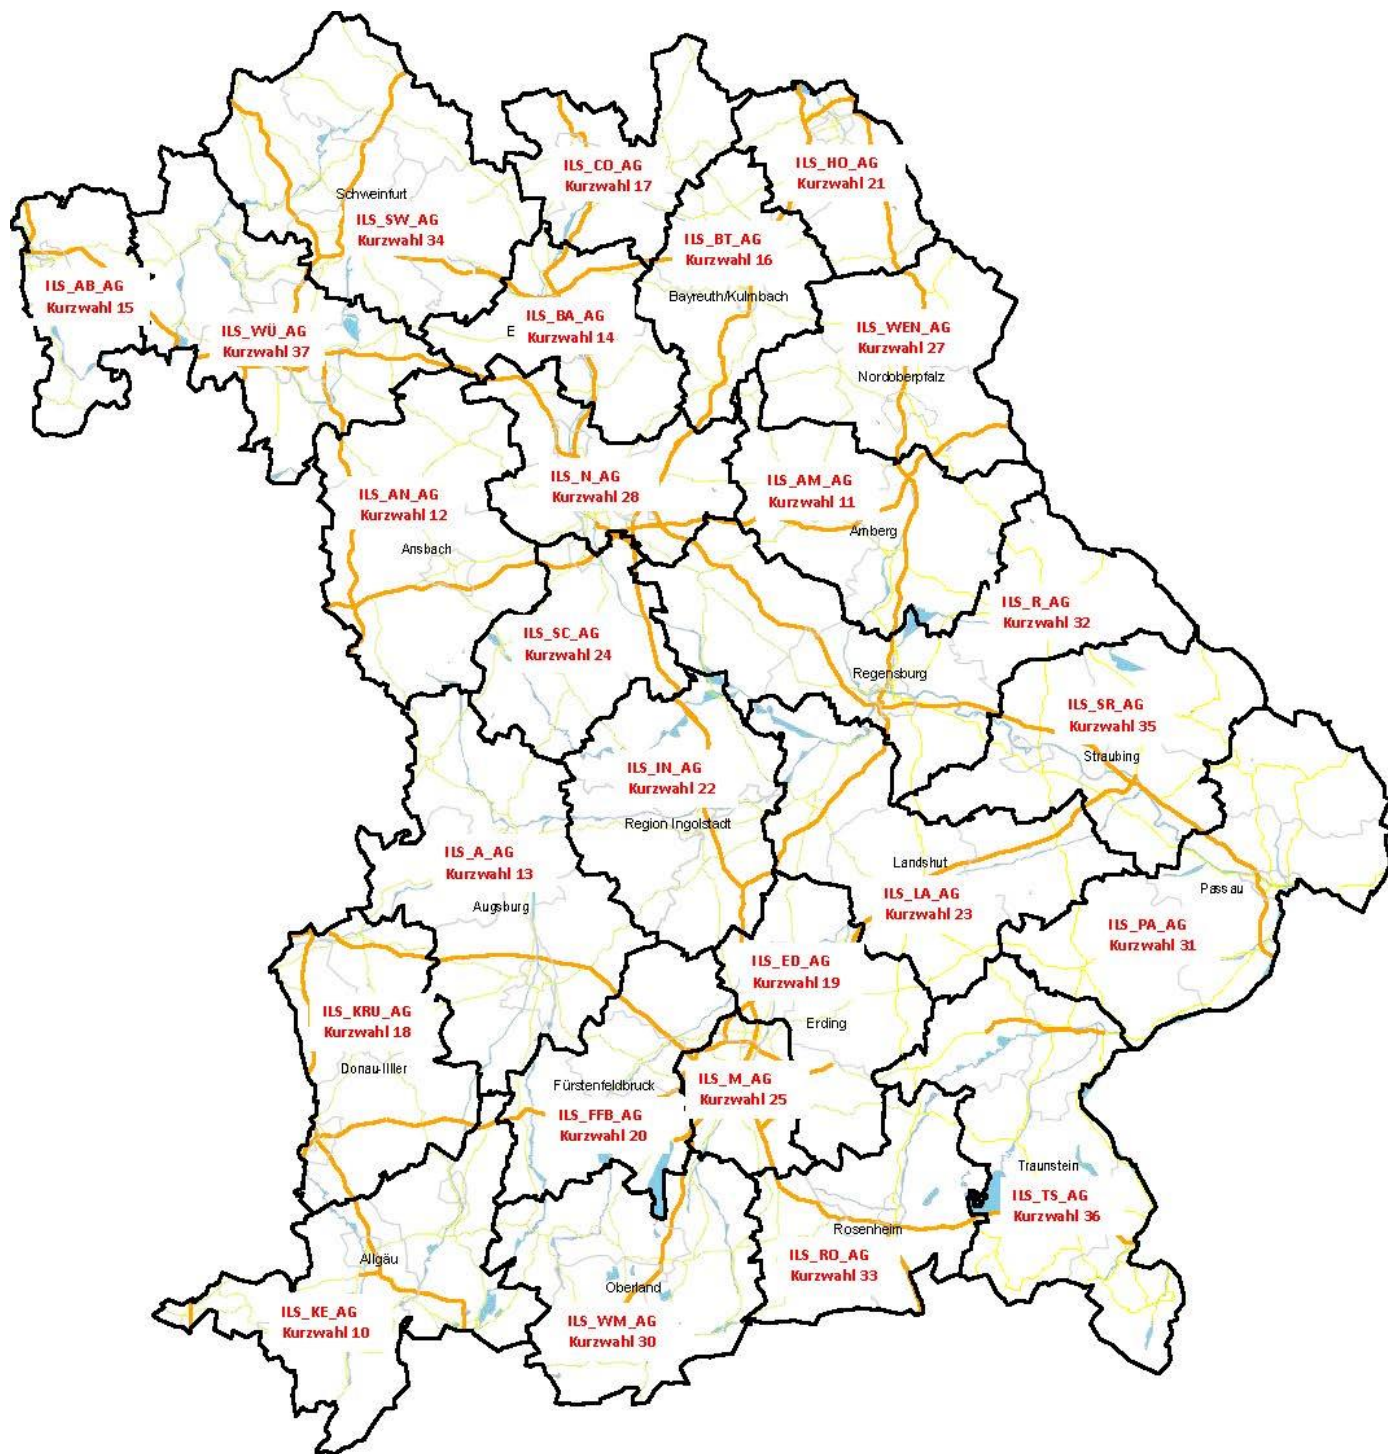 ILS_CO_AG
Kurzwahl 17
ILS_HO_AG
Kurzwahl 21
Schweinfurt
ILS_SW_AG
Kurzwahl 34
ILS_BT_AG
Kurzwahl 16
Bayreuth/Kulmbach
ILS_AB_AG
Kurzwahl 15
ILS_WÜ_AG
Kurzwahl 37
E
ILS_BA_AG
Kurzwahl 14
ILS_WEN_AG
Kurzwahl 27
Nordoberpfalz
ILS_AN_AG
Kurzwahl 12
Ansbach
ILS_N_AG
Kurzwahl 28
ILS_AM_AG
Kurzwahl 11
Amberg
ILS_R_AG
Kurzwahl 32
ILS_SC_AG
Kurzwahl 24
Regensburg
ILS_SR_AG
Kurzwahl 35
Straubing
ILS_IN_AG
Kurzwahl 22
Region Ingolstadt
ILS_A_AG
Kurzwahl 13
Augsburg
Landshut
ILS_LA_AG
Kurzwahl 23
Passau
ILS_PA_AG
Kurzwahl 31
ILS_ED_AG
Kurzwahl 19
Erding
ILS_KRU_AG
Kurzwahl 18
Donau-Iller
Fürstenfeldbruck
ILS_FFB_AG
Kurzwahl 20
ILS_M_AG
Kurzwahl 25
Traunstein
ILS_TS_AG
Kurzwahl 36
Rosenheim
ILS_RO_AG
Kurzwahl 33
Allgäu
ILS_KE_AG
Kurzwahl 10
Oberland
ILS_WM_AG
Kurzwahl 30